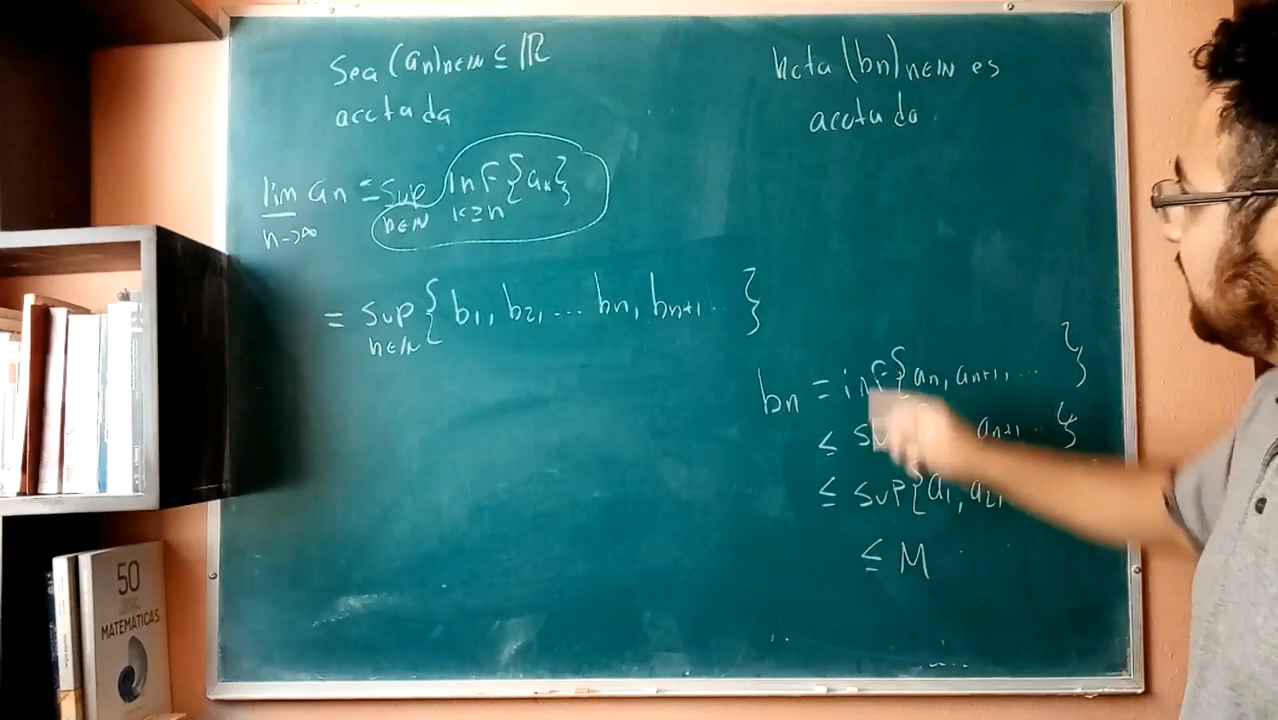 Sea (an)n∈ℕ ⊆ ℝ
acotada
lim an = sup inf {ak}
n→∞ n∈ℕ k≥n
= sup {b1, b2, ... bn, bn+1 ... }
n∈ℕ
Nota (bn)n∈ℕ es
acotada
bn = inf {an, an+1, ... }
≤ an+1 ... }
≤ sup {a1, a2,
≤ M
50
MATEMÁTICAS